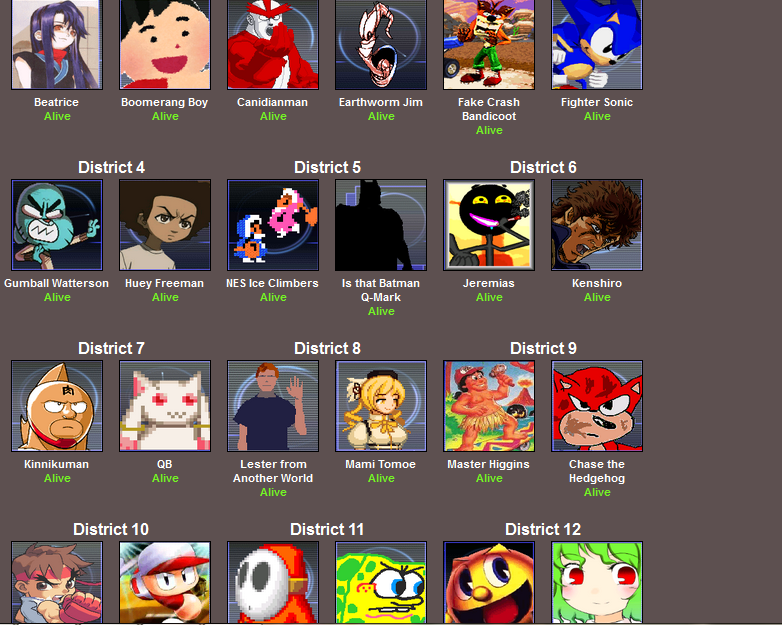 Beatrice
Alive
Boomerang Boy
Alive
Canidianman
Alive
Earthworm Jim
Alive
Fake Crash
Bandicoot
Alive
Fighter Sonic
Alive
District 4
District 5
District 6
Gumball Watterson
Alive
Huey Freeman
Alive
NES Ice Climbers
Alive
Is that Batman
Q-Mark
Alive
Jeremias
Alive
Kenshiro
Alive
District 7
District 8
District 9
肉
Kinnikuman
Alive
QB
Alive
Lester from
Another World
Alive
Mami Tomoe
Alive
Master Higgins
Alive
Chase the
Hedgehog
Alive
District 10
District 11
District 12